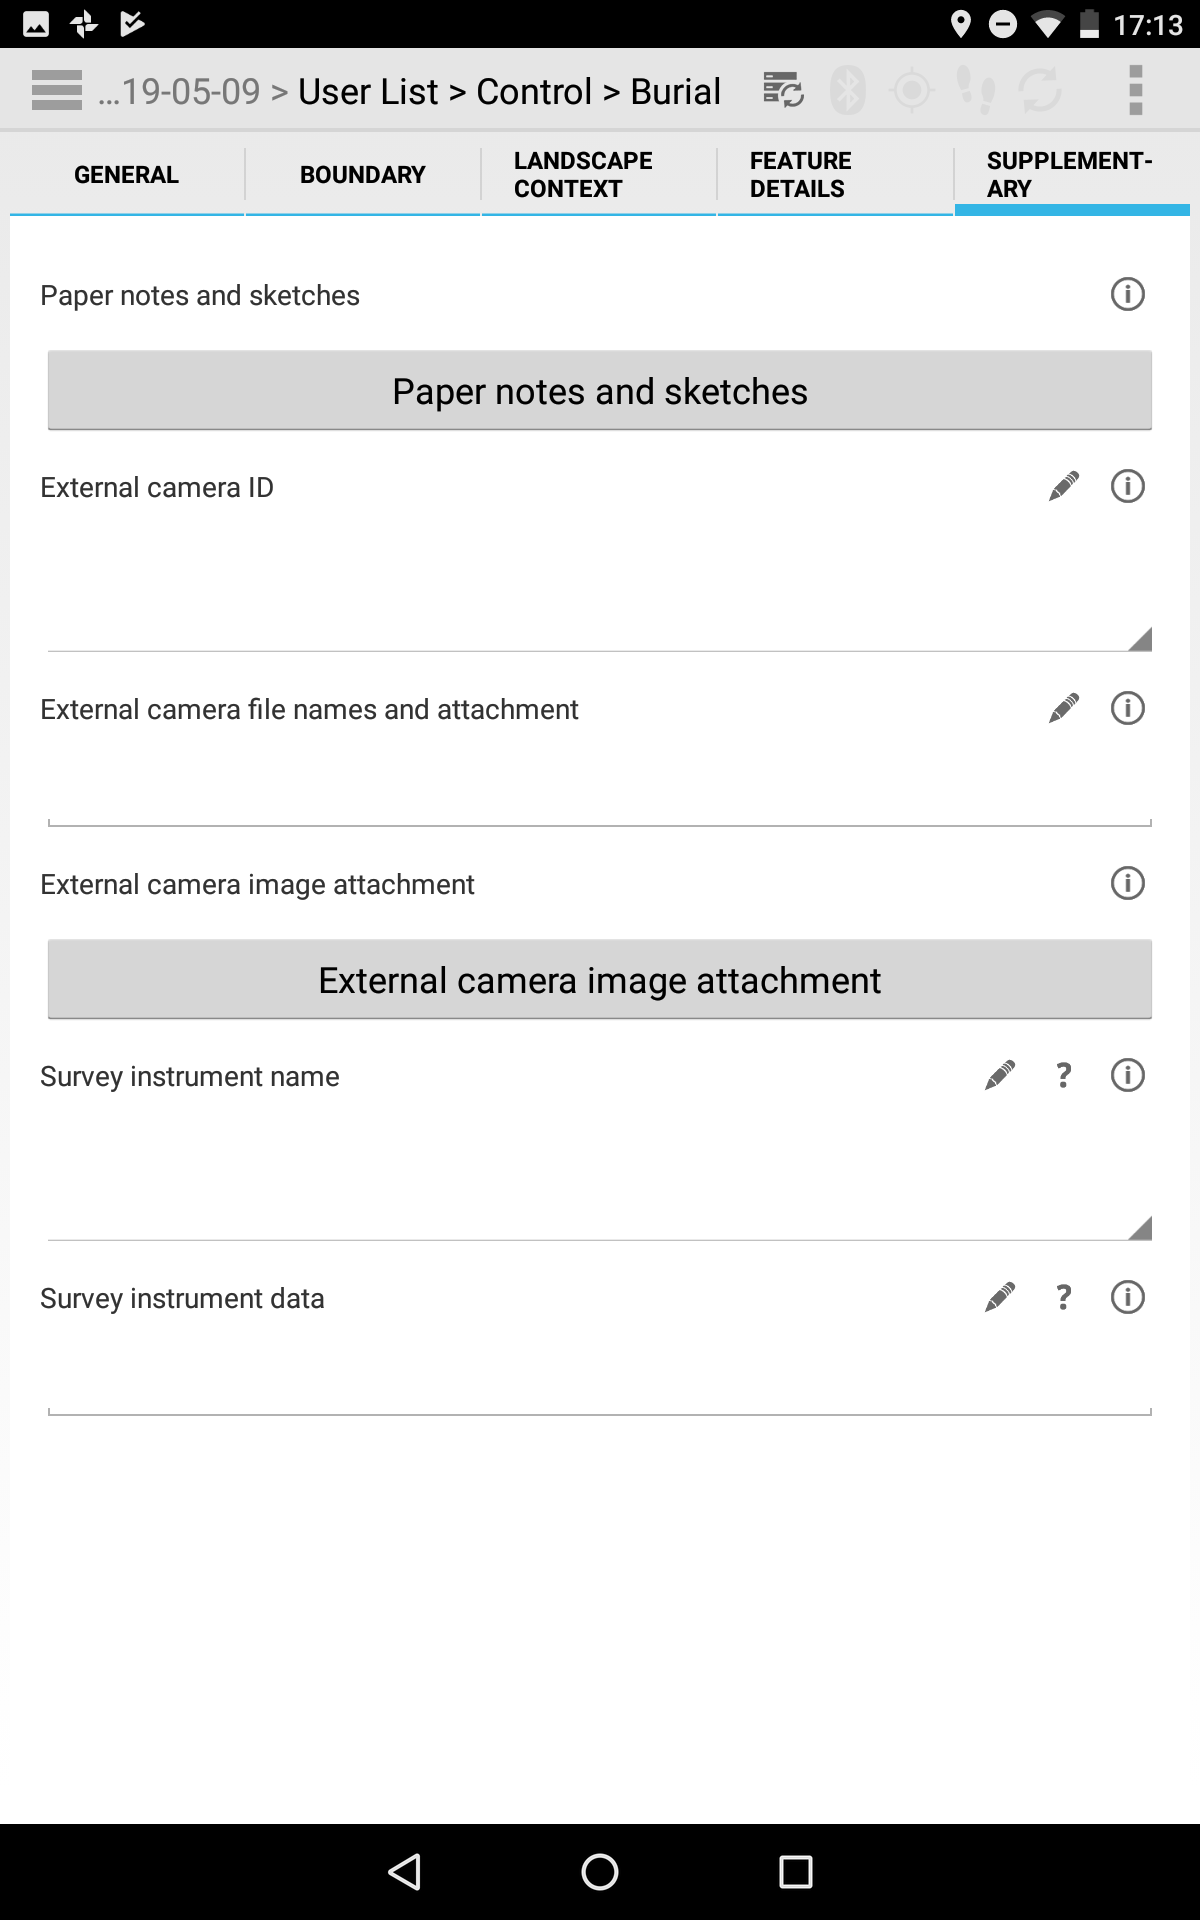 17:13
...19-05-09 > User List > Control > Burial
GENERAL
BOUNDARY
LANDSCAPE
CONTEXT
FEATURE
DETAILS
SUPPLEMENT-
ARY
Paper notes and sketches
Paper notes and sketches
External camera ID
External camera file names and attachment
External camera image attachment
External camera image attachment
Survey instrument name ?
Survey instrument data ?